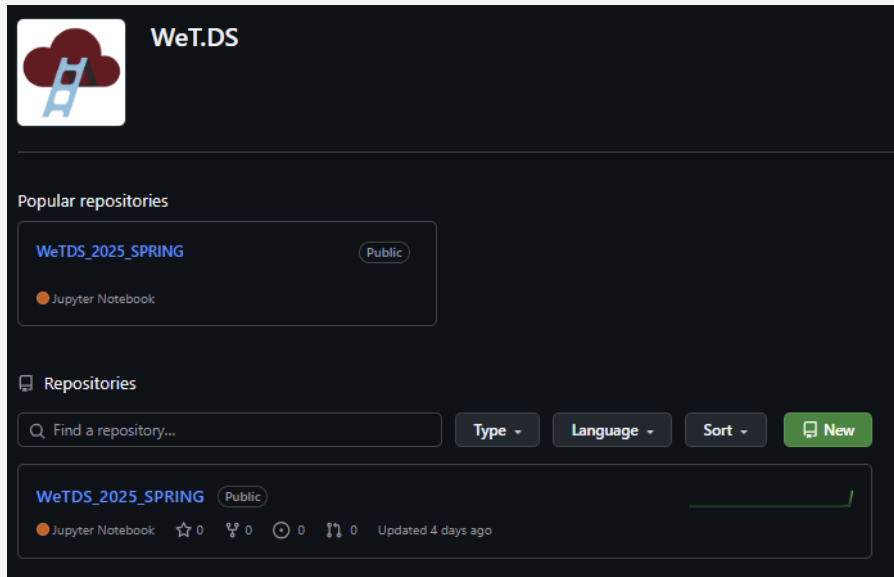 WeT.DS
Popular repositories
WeTDS_2025_SPRING Public
Jupyter Notebook
Repositories
Find a repository... Type Language Sort New
WeTDS_2025_SPRING Public
Jupyter Notebook 0 0 0 0 Updated 4 days ago